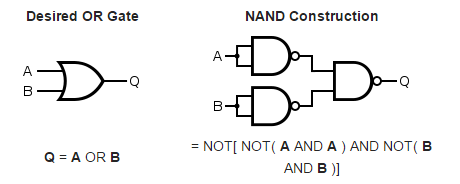 Desired OR Gate
NAND Construction
A
B
Q
A
B
Q
Q = A OR B
= NOT[ NOT( A AND A ) AND NOT( B
AND B )]